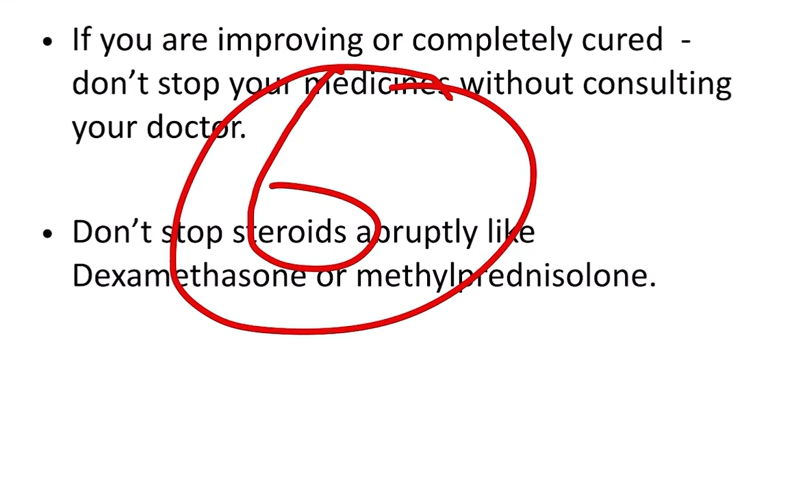 • If you are improving or completely cured -
don't stop your medicines without consulting
your doctor.
• Don't stop steroids abruptly like
Dexamethasone or methylprednisolone.
6